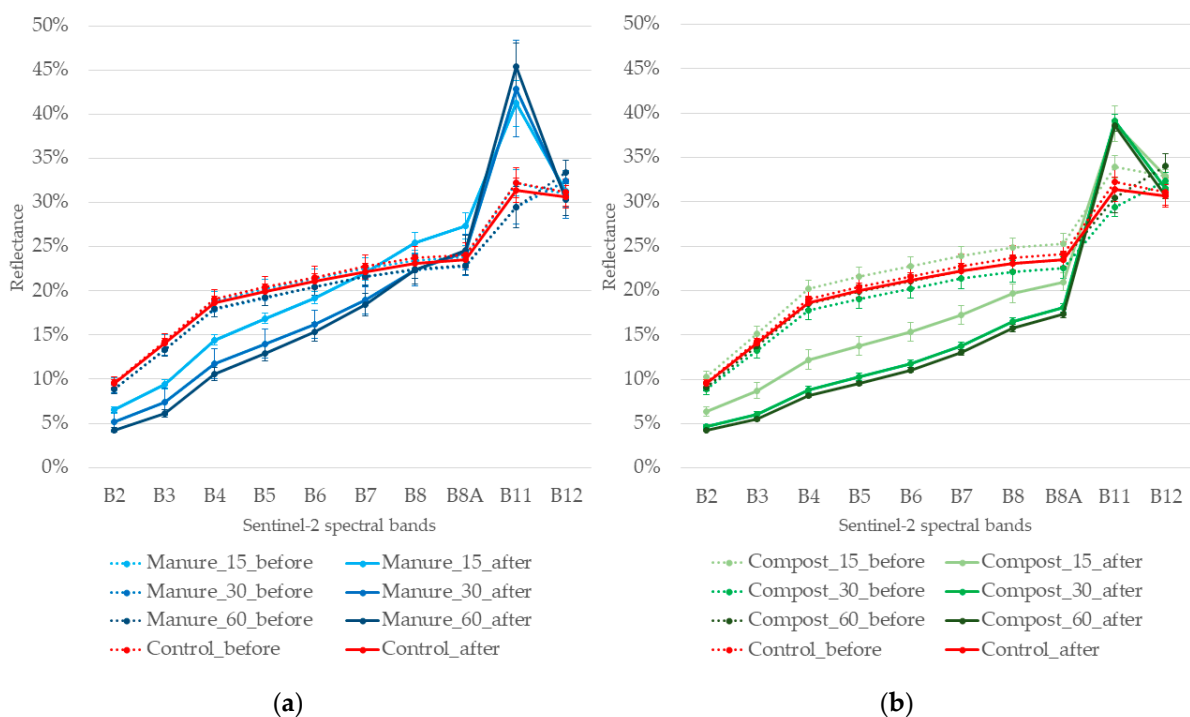 50%
45%
40%
35%
30%
25%
20%
15%
10%
5%
0%
Reflectance
B2 B3 B4 B5 B6 B7 B8 B8A B11 B12
Sentinel-2 spectral bands
Manure_15_before Manure_15_after
Manure_30_before Manure_30_after
Manure_60_before Manure_60_after
Control_before Control_after
(a)
50%
45%
40%
35%
30%
25%
20%
15%
10%
5%
0%
Reflectance
B2 B3 B4 B5 B6 B7 B8 B8A B11 B12
Sentinel-2 spectral bands
Compost_15_before Compost_15_after
Compost_30_before Compost_30_after
Compost_60_before Compost_60_after
Control_before Control_after
(b)